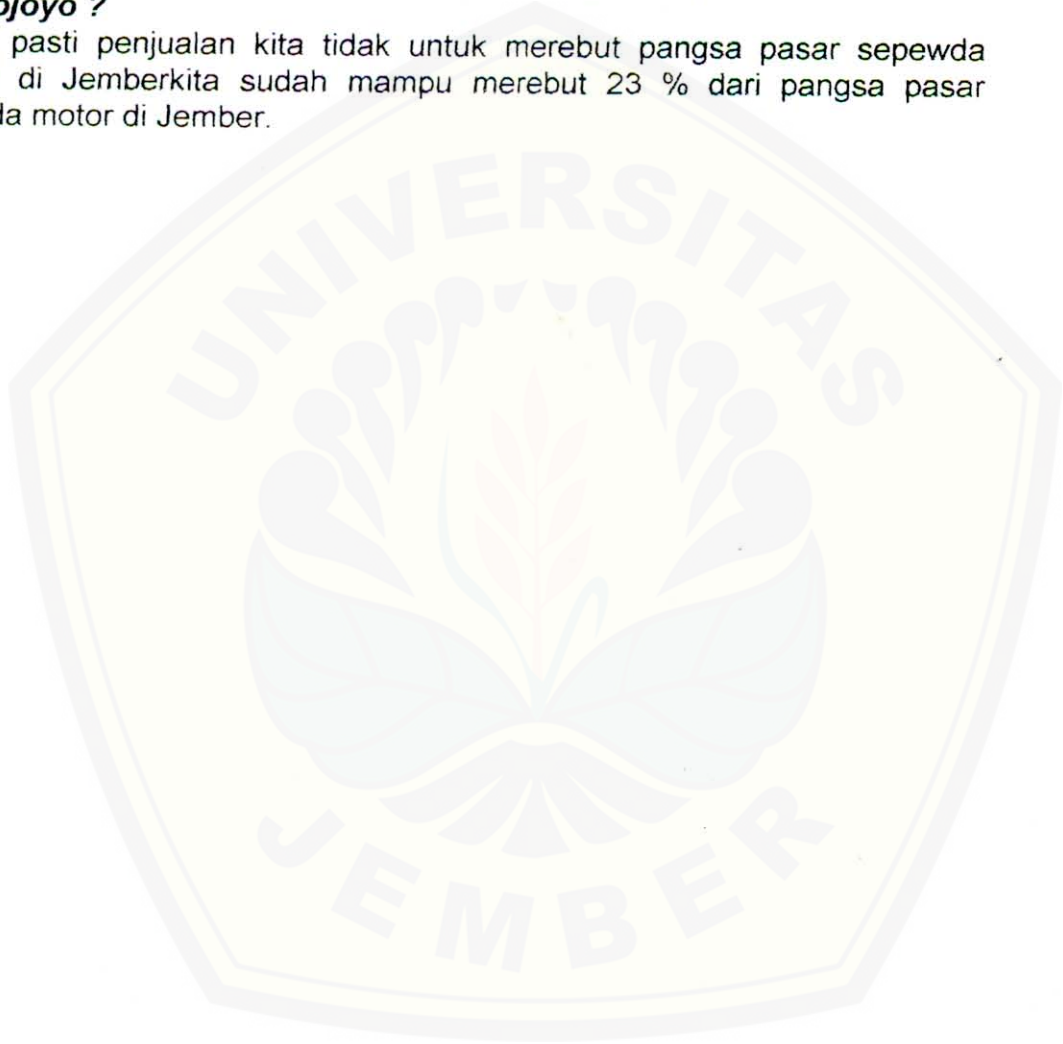 ojoyo ?
pasti penjualan kita tidak untuk merebut pangsa pasar sepewda
di Jemberkita sudah mampu merebut 23 % dari pangsa pasar
da motor di Jember.
UNIVERSITAS
JEMBER